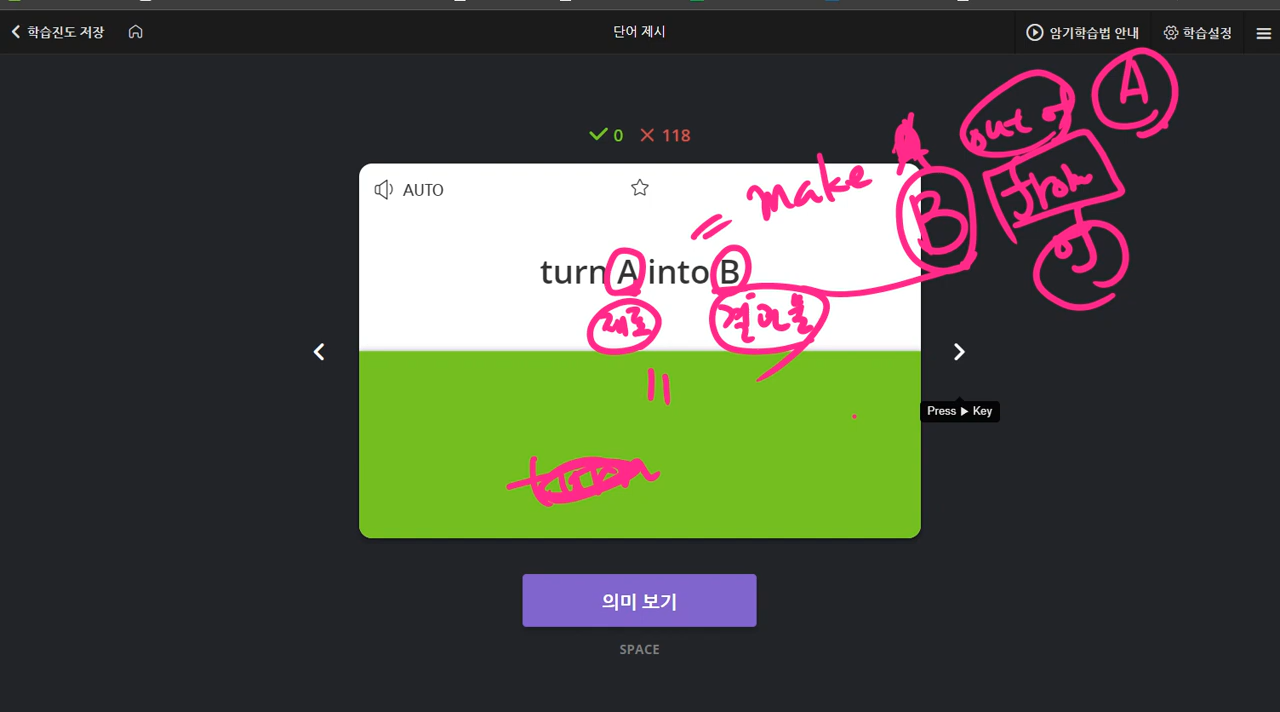 학습진도 저장
단어 제시
암기학습법 안내
학습설정
0
118
AUTO
= make
B
out of
A
from
of
turn A into B
재료
결과물
Press ▶ Key
의미 보기
SPACE